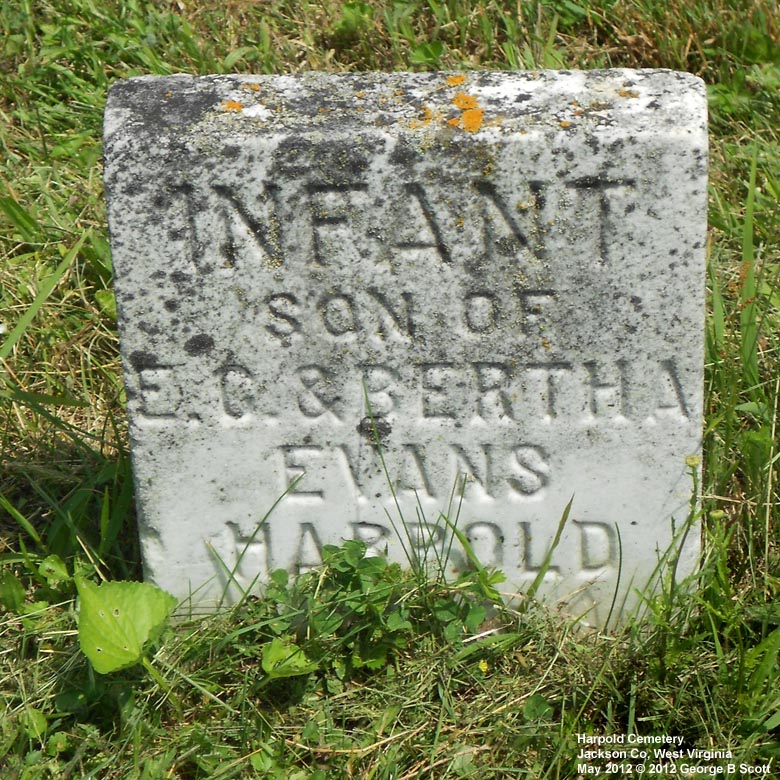 INFANT
SON OF
E. G. & BERTHA
EVANS
HARPOLD
Harpold Cemetery
Jackson Co, West Virginia
May 2012 © 2012 George B Scott